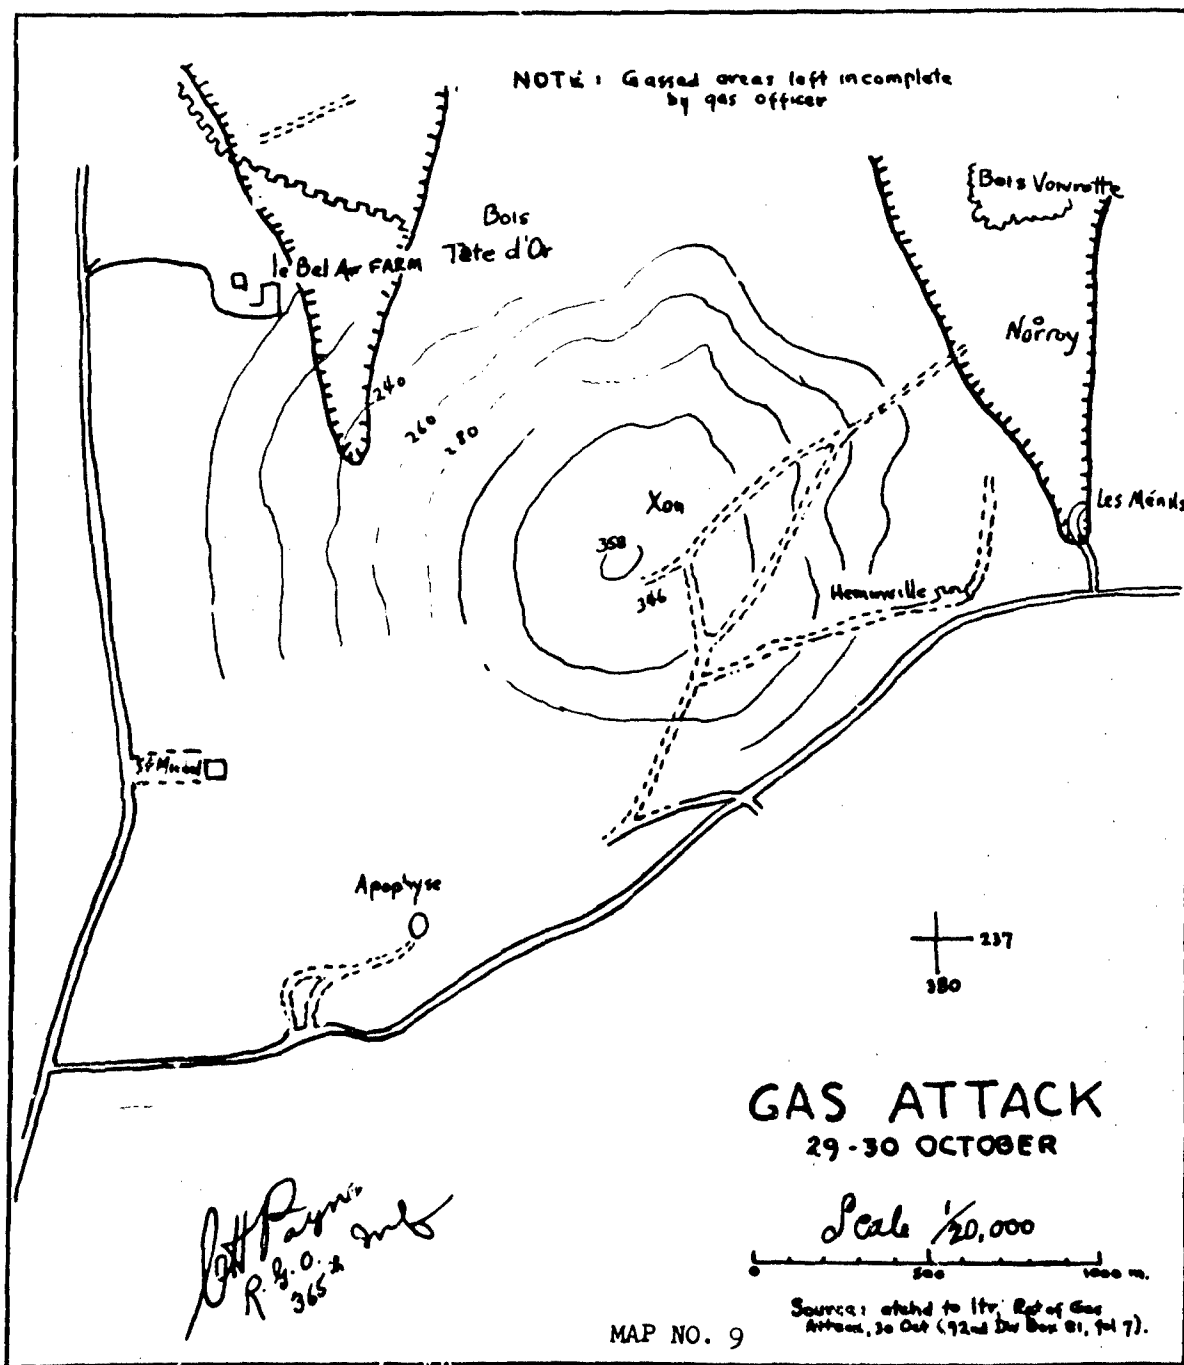 NOTE: Gassed areas left incomplete
by gas officer
Bois Vonrotte
Bois
Tête d'Or
le Bel Air FARM
Norroy
240
260
280
Les Ménils
Xon
358
346
St Michel
Apophyse
237
380
GAS ATTACK
29-30 OCTOBER
Scale 1/20,000
0 500 1000 m.
C H Payne
R. G. O.
365th Inf
Source: atchd to ltr, Rpt of Gas
Attack, 30 Oct (92nd Div Box 81, fol 7).
MAP NO. 9